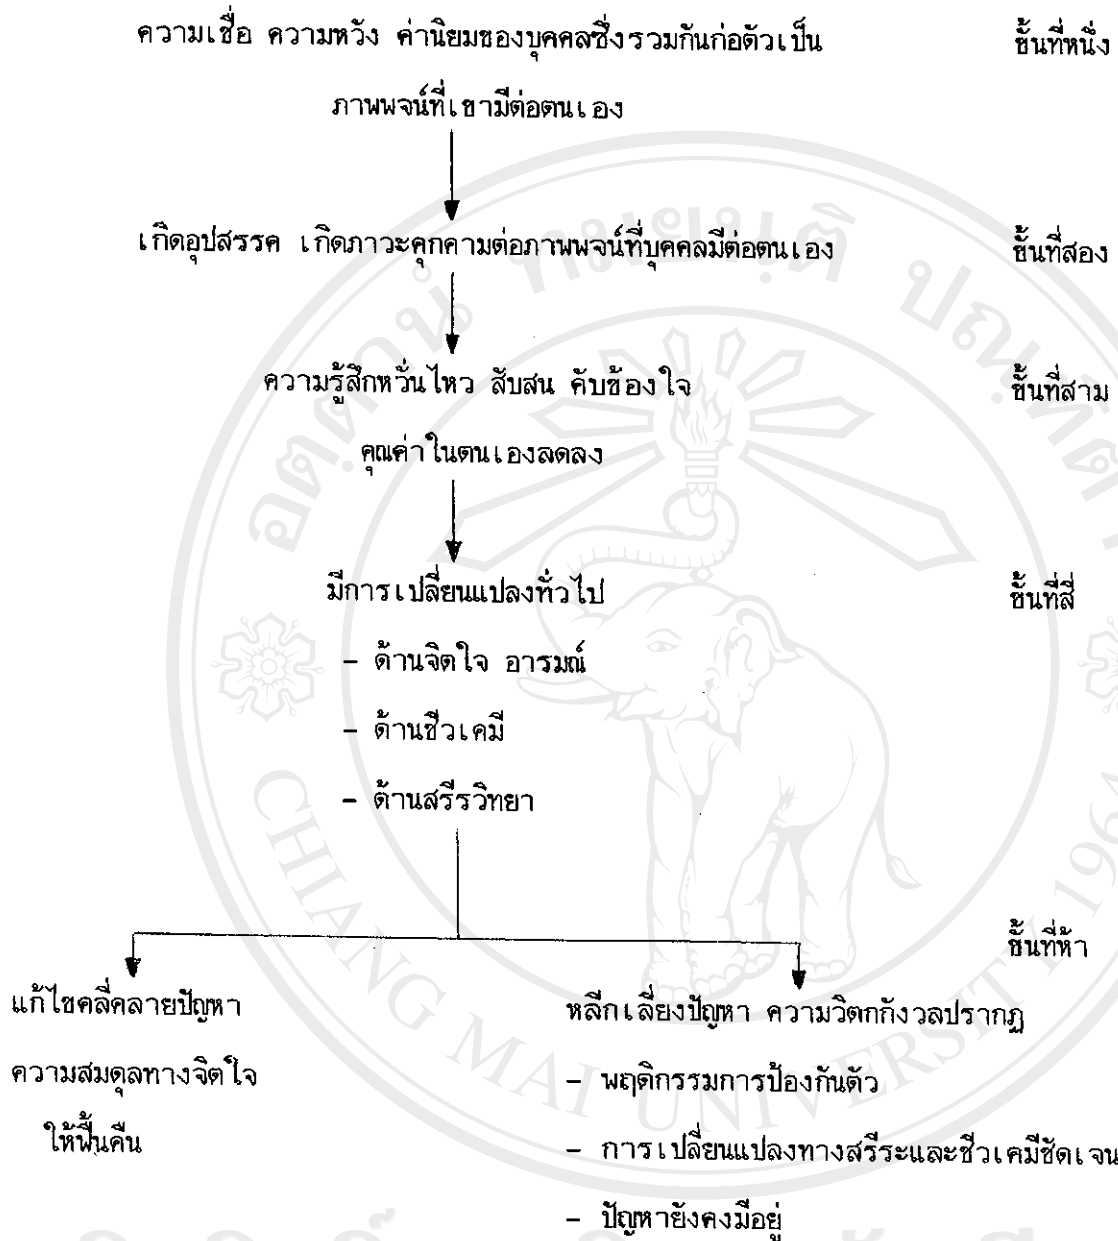 ความเชื่อ ความหวัง ค่านิยมของบุคคลซึ่งรวมกันก่อตัวเป็น ขั้นที่หนึ่ง
ภาพพจน์ที่เขามีต่อตนเอง
เกิดอุปสรรค เกิดภาวะคุกคามต่อภาพพจน์ที่บุคคลมีต่อตนเอง ขั้นที่สอง
ความรู้สึกหวั่นไหว สับสน คับข้องใจ ขั้นที่สาม
คุณค่าในตนเองลดลง
มีการเปลี่ยนแปลงทั่วไป ขั้นที่สี่
- ด้านจิตใจ อารมณ์
- ด้านชีวเคมี
- ด้านสรีรวิทยา
ขั้นที่ห้า
แก้ไขคลี่คลายปัญหา หลีกเลี่ยงปัญหา ความวิตกกังวลปรากฏ
ความสมดุลทางจิตใจ - พฤติกรรมการป้องกันตัว
ให้ฟื้นคืน - การเปลี่ยนแปลงทางสรีระและชีวเคมีชัดเจน
- ปัญหายังคงมีอยู่
CHIANG MAI UNIVERSITY 1964